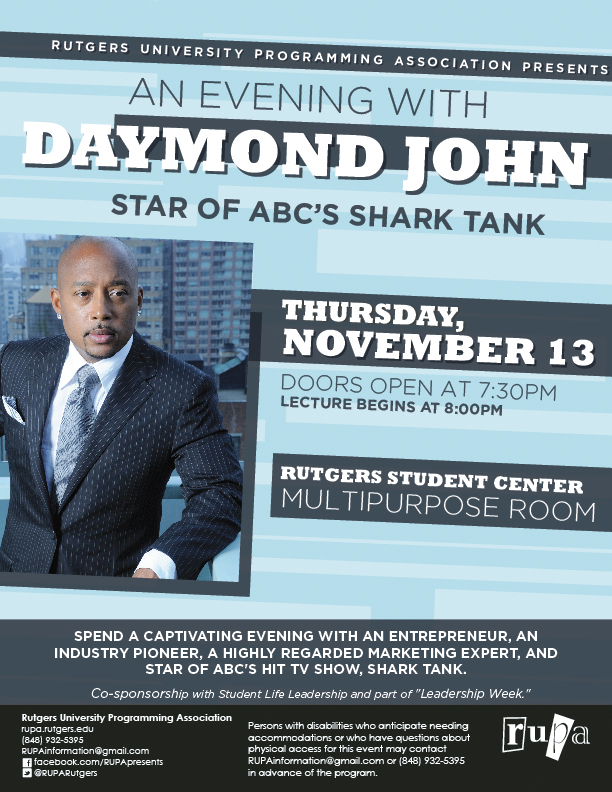 RUTGERS UNIVERSITY PROGRAMMING ASSOCIATION PRESENTS
AN EVENING WITH
DAYMOND JOHN
STAR OF ABC'S SHARK TANK
THURSDAY,
NOVEMBER 13
DOORS OPEN AT 7:30PM
LECTURE BEGINS AT 8:00PM
RUTGERS STUDENT CENTER
MULTIPURPOSE ROOM
SPEND A CAPTIVATING EVENING WITH AN ENTREPRENEUR, AN
INDUSTRY PIONEER, A HIGHLY REGARDED MARKETING EXPERT, AND
STAR OF ABC'S HIT TV SHOW, SHARK TANK.
Co-sponsorship with Student Life Leadership and part of "Leadership Week."
Rutgers University Programming Association
rupa.rutgers.edu
(848) 932-5395
RUPAinformation@gmail.com
facebook.com/RUPApresents
@RUPARutgers
Persons with disabilities who anticipate needing
accommodations or who have questions about
physical access for this event may contact
RUPAinformation@gmail.com or (848) 932-5395
in advance of the program.
rupa